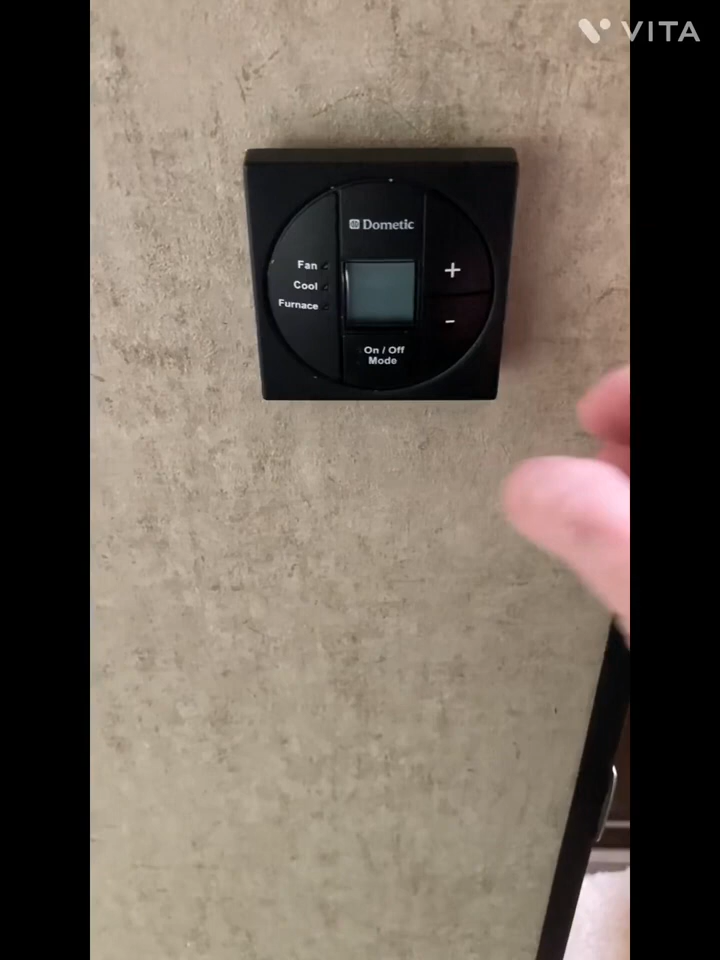 VITA
Dometic
Fan
Cool
Furnace
+
-
On / Off
Mode